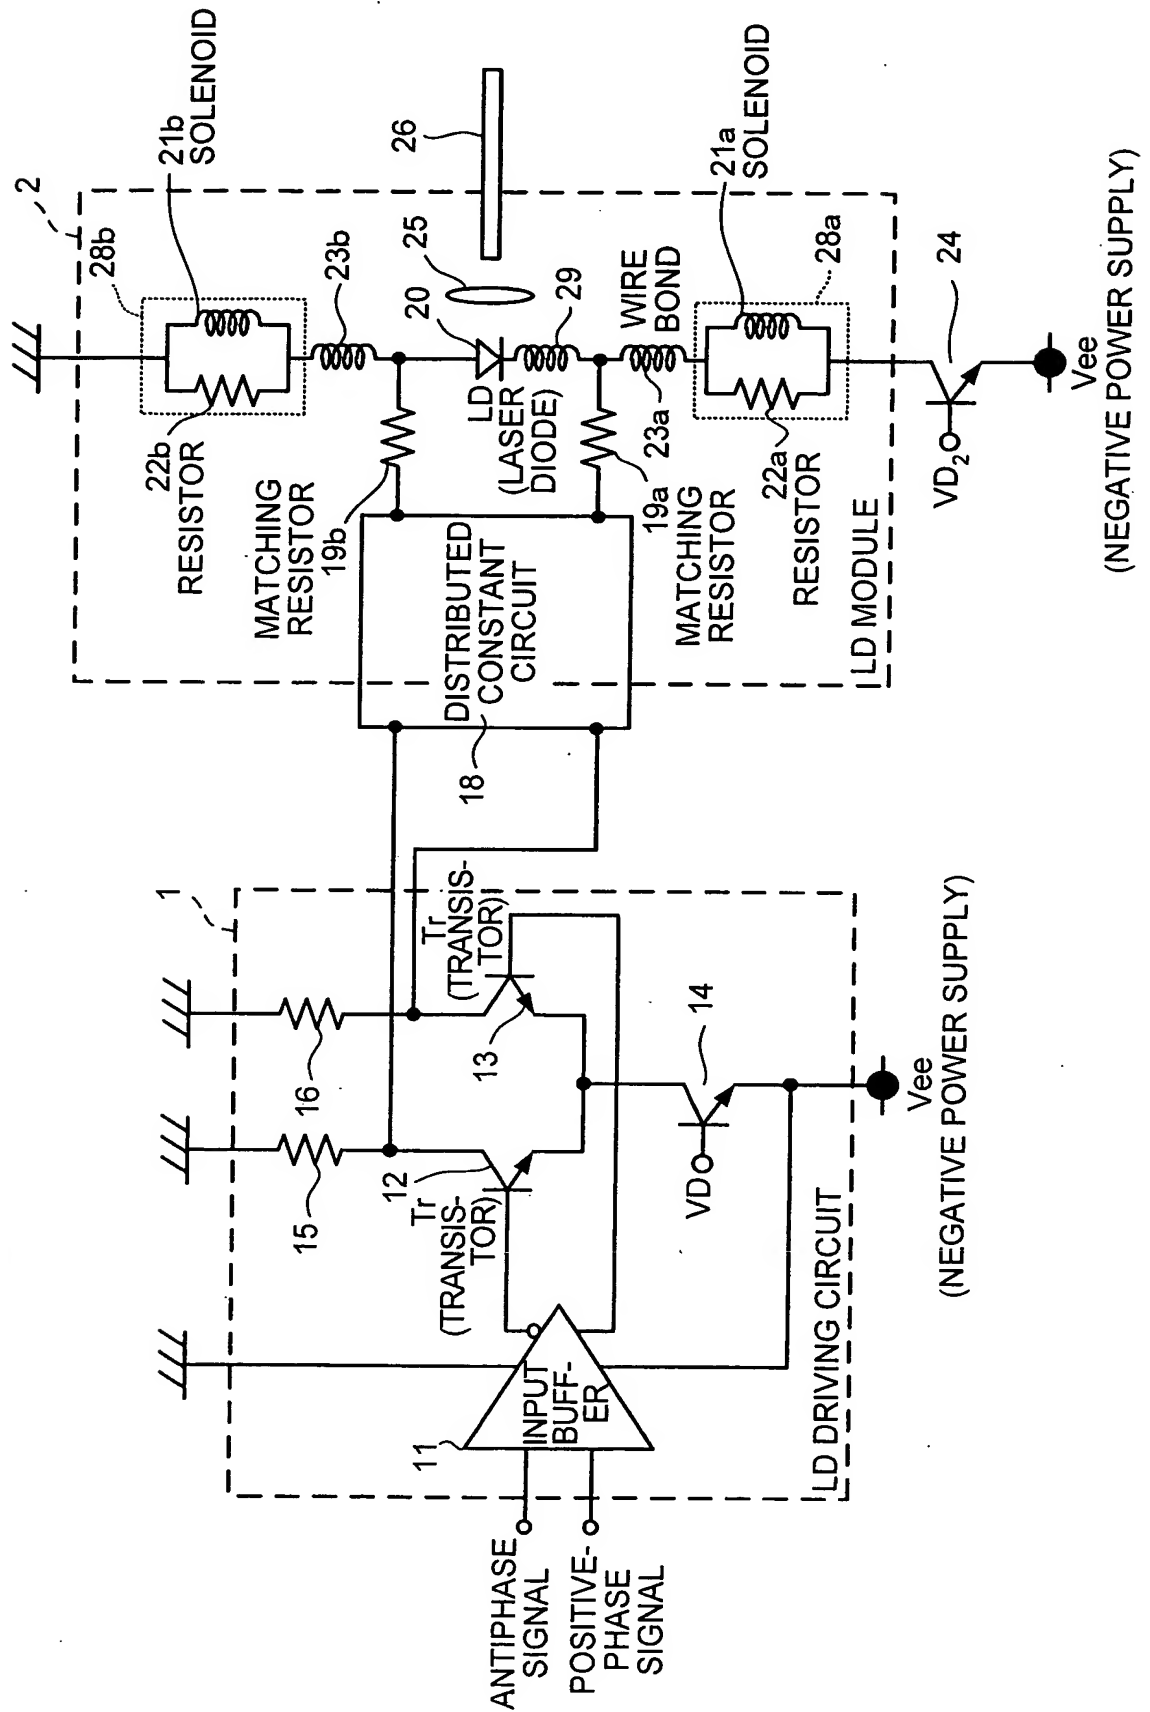 2
28b
21b
SOLENOID
22b
RESISTOR
23b
MATCHING
RESISTOR
19b
20
25
26
LD
(LASER
DIODE)
29
WIRE
BOND
23a
21a
SOLENOID
28a
19a
MATCHING
RESISTOR
22a
RESISTOR
DISTRIBUTED
CONSTANT
CIRCUIT
18
LD MODULE
VD2
24
Vee
(NEGATIVE POWER SUPPLY)
1
16
15
Tr
(TRANSIS-
TOR)
13
12
Tr
(TRANSIS-
TOR)
14
VD
11
INPUT
BUFF-
ER
ANTIPHASE
SIGNAL
POSITIVE-
PHASE
SIGNAL
LD DRIVING CIRCUIT
Vee
(NEGATIVE POWER SUPPLY)